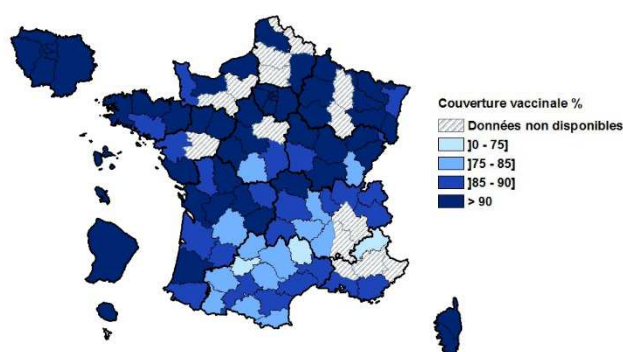 Couverture vaccinale %
Données non disponibles
]0 - 75]
]75 - 85]
]85 - 90]
> 90